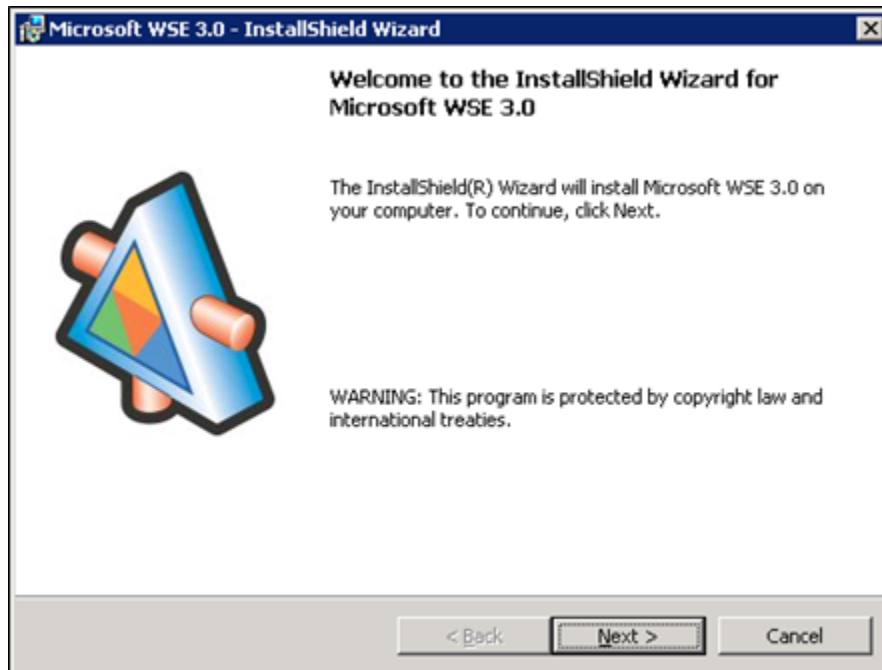 Microsoft WSE 3.0 - InstallShield Wizard
Welcome to the InstallShield Wizard for
Microsoft WSE 3.0
The InstallShield(R) Wizard will install Microsoft WSE 3.0 on
your computer. To continue, click Next.
WARNING: This program is protected by copyright law and
international treaties.
< Back Next > Cancel